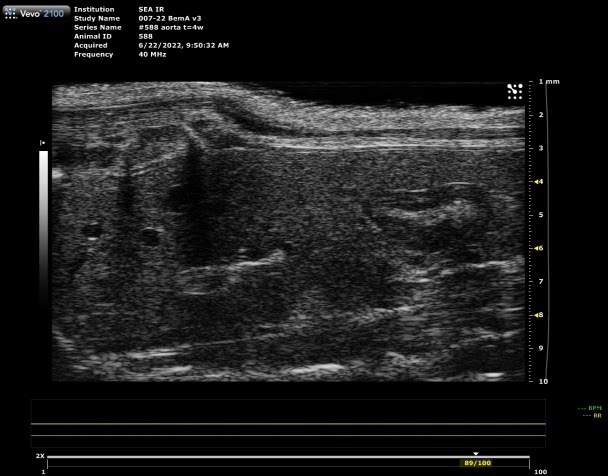 Vevo 2100
Institution SEA IR
Study Name 007-22 BemA v3
Series Name #588 aorta t=4w
Animal ID 588
Acquired 6/22/2022, 9:50:32 AM
Frequency 40 MHz
1 mm
2
3
4
5
6
7
8
9
10
--- BPM
--- RR
2X
89/100
1
100